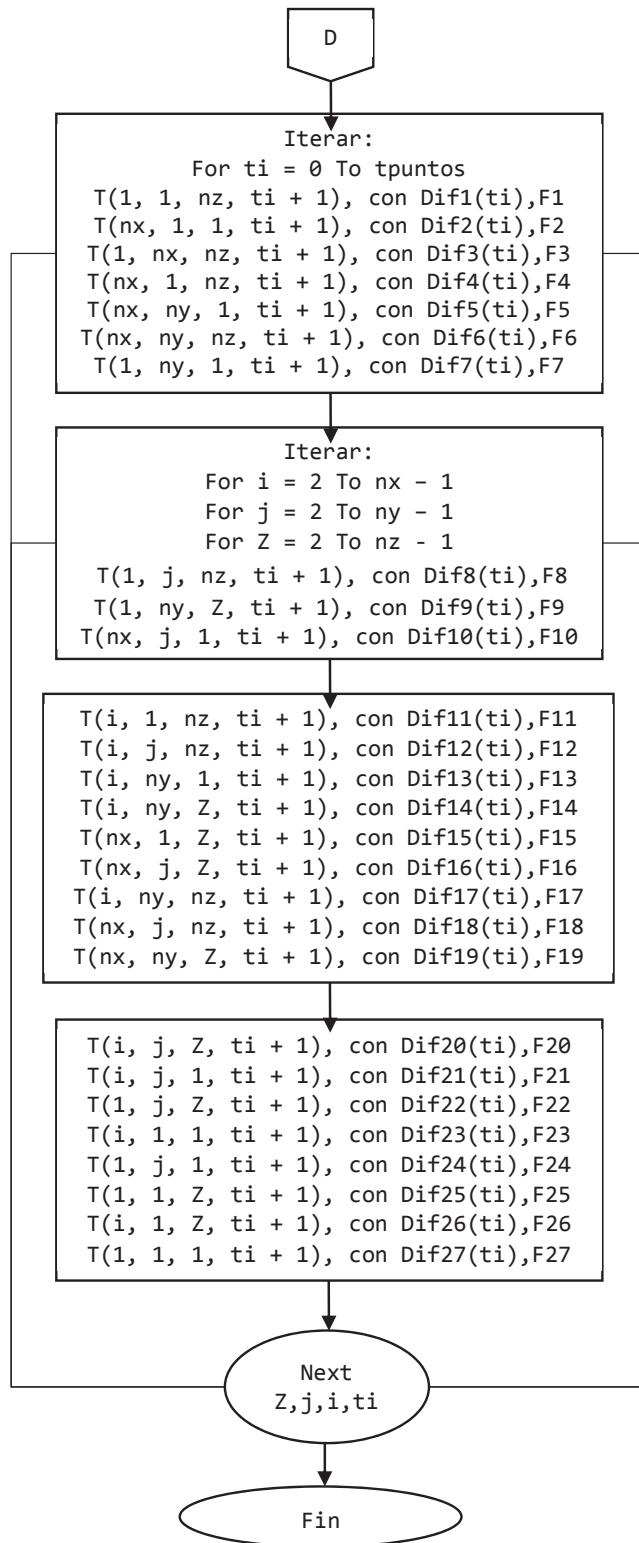 D
Iterar:
For ti = 0 To tpuntos
T(1, 1, nz, ti + 1), con Dif1(ti),F1
T(nx, 1, 1, ti + 1), con Dif2(ti),F2
T(1, nx, nz, ti + 1), con Dif3(ti),F3
T(nx, 1, nz, ti + 1), con Dif4(ti),F4
T(nx, ny, 1, ti + 1), con Dif5(ti),F5
T(nx, ny, nz, ti + 1), con Dif6(ti),F6
T(1, ny, 1, ti + 1), con Dif7(ti),F7
Iterar:
For i = 2 To nx – 1
For j = 2 To ny – 1
For Z = 2 To nz - 1
T(1, j, nz, ti + 1), con Dif8(ti),F8
T(1, ny, Z, ti + 1), con Dif9(ti),F9
T(nx, j, 1, ti + 1), con Dif10(ti),F10
T(i, 1, nz, ti + 1), con Dif11(ti),F11
T(i, j, nz, ti + 1), con Dif12(ti),F12
T(i, ny, 1, ti + 1), con Dif13(ti),F13
T(i, ny, Z, ti + 1), con Dif14(ti),F14
T(nx, 1, Z, ti + 1), con Dif15(ti),F15
T(nx, j, Z, ti + 1), con Dif16(ti),F16
T(i, ny, nz, ti + 1), con Dif17(ti),F17
T(nx, j, nz, ti + 1), con Dif18(ti),F18
T(nx, ny, Z, ti + 1), con Dif19(ti),F19
T(i, j, Z, ti + 1), con Dif20(ti),F20
T(i, j, 1, ti + 1), con Dif21(ti),F21
T(1, j, Z, ti + 1), con Dif22(ti),F22
T(i, 1, 1, ti + 1), con Dif23(ti),F23
T(1, j, 1, ti + 1), con Dif24(ti),F24
T(1, 1, Z, ti + 1), con Dif25(ti),F25
T(i, 1, Z, ti + 1), con Dif26(ti),F26
T(1, 1, 1, ti + 1), con Dif27(ti),F27
Next
Z,j,i,ti
Fin